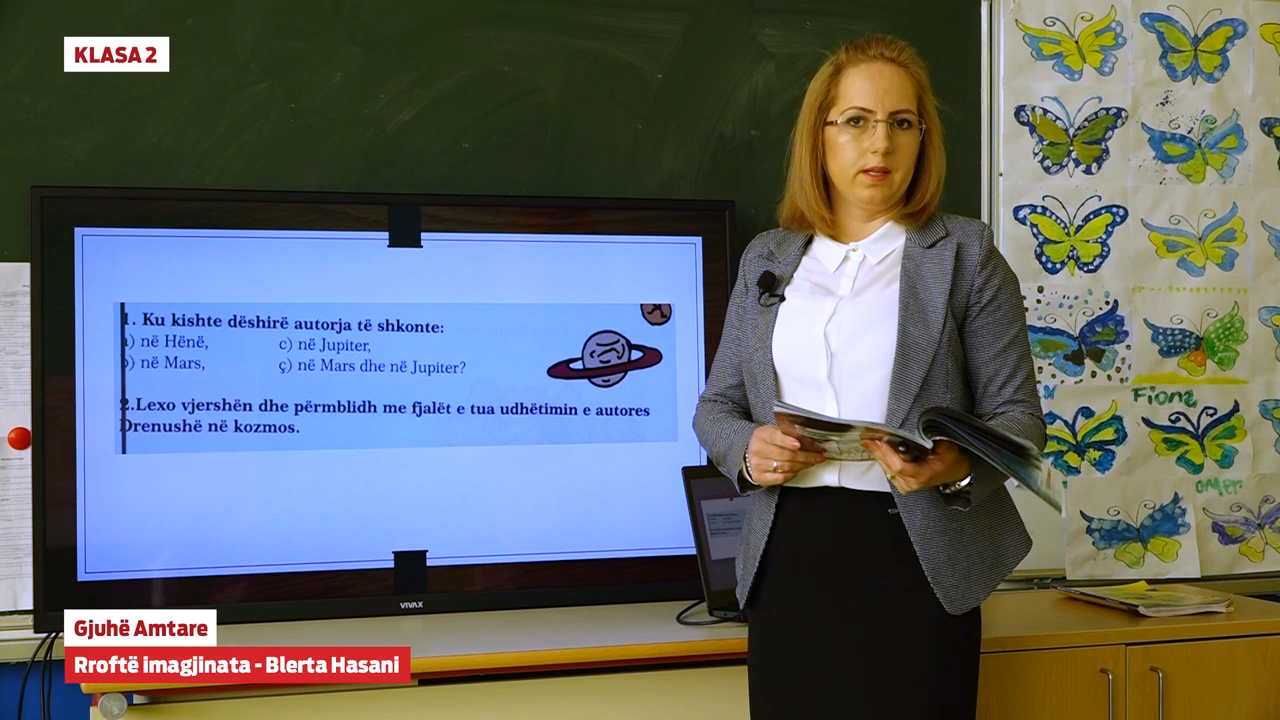 KLASA 2
1. Ku kishte dëshirë autorja të shkonte:
a) në Hënë, c) në Jupiter,
b) në Mars, ç) në Mars dhe në Jupiter?
2.Lexo vjershën dhe përmblidh me fjalët e tua udhëtimin e autores
Drenushë në kozmos.
VIVAX
Fiona
omer
Gjuhë Amtare
Rroftë imagjinata - Blerta Hasani